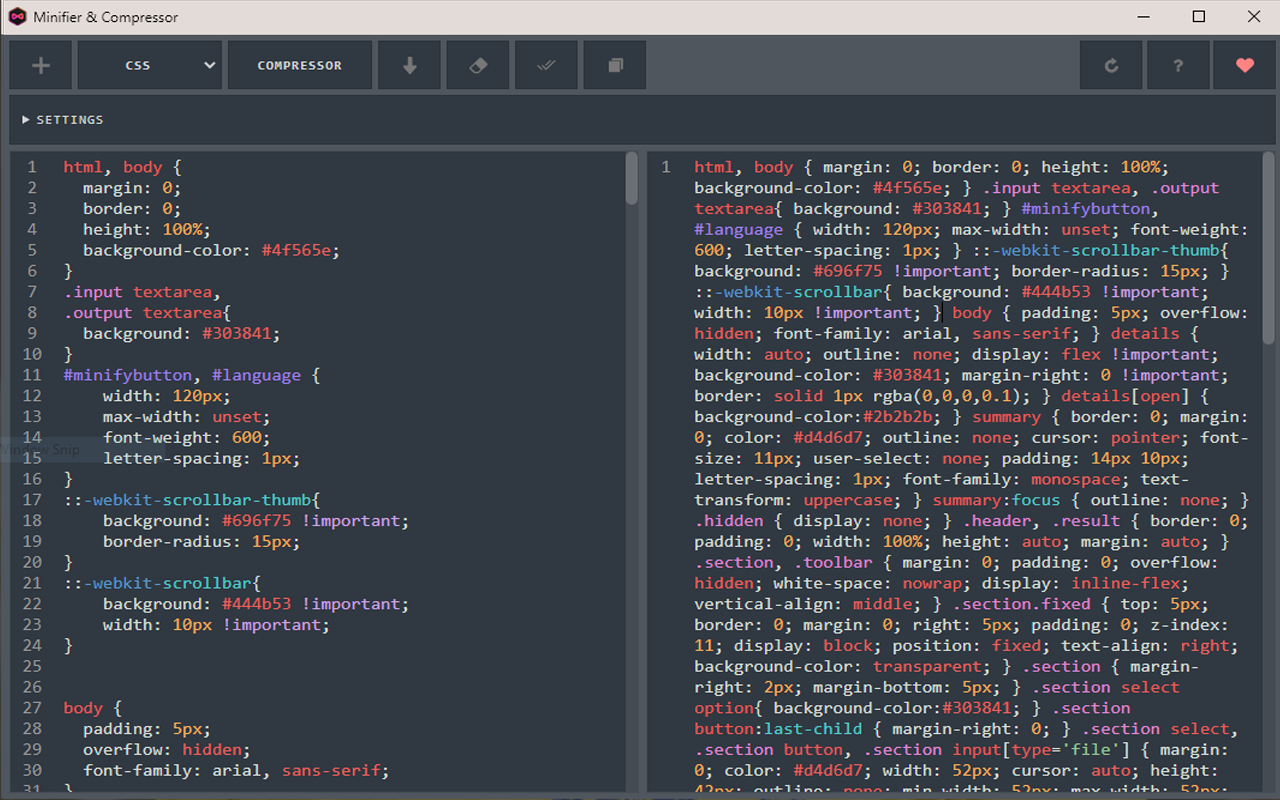 Minifier & Compressor
CSS
COMPRESSOR
?
SETTINGS
1 html, body {
2 margin: 0;
3 border: 0;
4 height: 100%;
5 background-color: #4f565e;
6 }
7 .input textarea,
8 .output textarea{
9 background: #303841;
10 }
11 #minifybutton, #language {
12 width: 120px;
13 max-width: unset;
14 font-weight: 600;
Window Snip
15 letter-spacing: 1px;
16 }
17 ::-webkit-scrollbar-thumb{
18 background: #696f75 !important;
19 border-radius: 15px;
20 }
21 ::-webkit-scrollbar{
22 background: #444b53 !important;
23 width: 10px !important;
24 }
25
26
27 body {
28 padding: 5px;
29 overflow: hidden;
30 font-family: arial, sans-serif;
31 }
1 html, body { margin: 0; border: 0; height: 100%;
background-color: #4f565e; } .input textarea, .output
textarea{ background: #303841; } #minifybutton,
#language { width: 120px; max-width: unset; font-weight:
600; letter-spacing: 1px; } ::-webkit-scrollbar-thumb{
background: #696f75 !important; border-radius: 15px; }
::-webkit-scrollbar{ background: #444b53 !important;
width: 10px !important; } body { padding: 5px; overflow:
hidden; font-family: arial, sans-serif; } details {
width: auto; outline: none; display: flex !important;
background-color: #303841; margin-right: 0 !important;
border: solid 1px rgba(0,0,0,0.1); } details[open] {
background-color:#2b2b2b; } summary { border: 0; margin:
0; color: #d4d6d7; outline: none; cursor: pointer; font-
size: 11px; user-select: none; padding: 14px 10px;
letter-spacing: 1px; font-family: monospace; text-
transform: uppercase; } summary:focus { outline: none; }
.hidden { display: none; } .header, .result { border: 0;
padding: 0; width: 100%; height: auto; margin: auto; }
.section, .toolbar { margin: 0; padding: 0; overflow:
hidden; white-space: nowrap; display: inline-flex;
vertical-align: middle; } .section.fixed { top: 5px;
border: 0; margin: 0; right: 5px; padding: 0; z-index:
11; display: block; position: fixed; text-align: right;
background-color: transparent; } .section { margin-
right: 2px; margin-bottom: 5px; } .section select
option{ background-color:#303841; } .section
button:last-child { margin-right: 0; } .section select,
.section button, .section input[type='file'] { margin:
0; color: #d4d6d7; width: 52px; cursor: auto; height:
42px; outline: none; min-width: 52px; max-width: 52px;